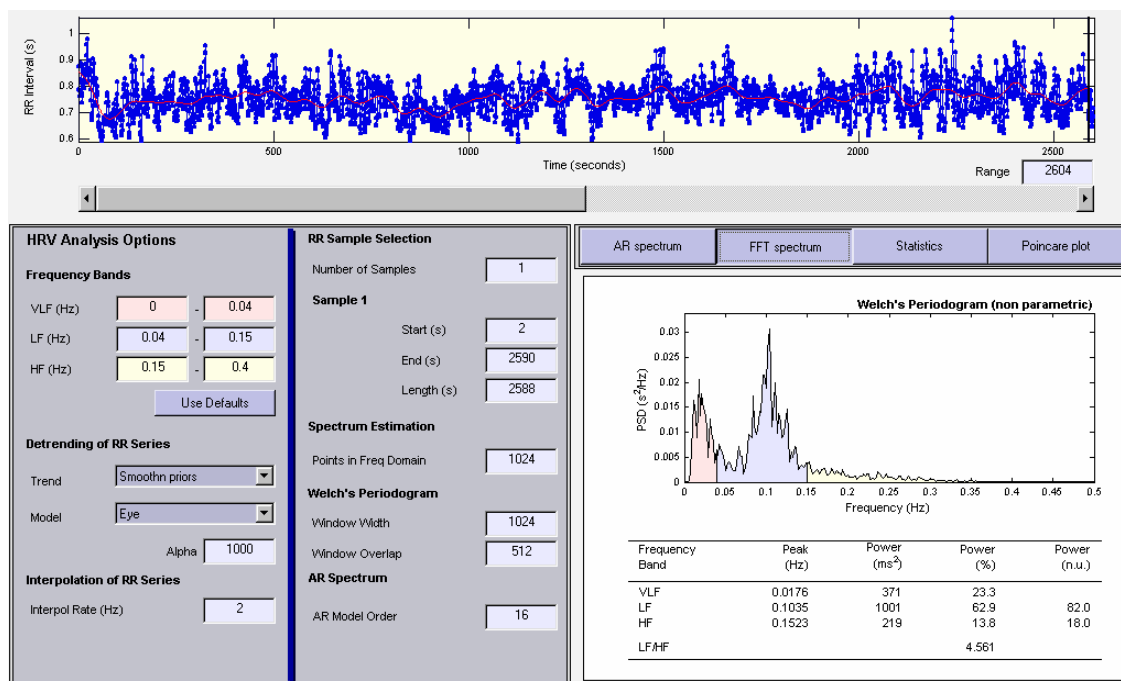 RR Interval (s)
1
0.9
0.8
0.7
0.6
0 500 1000 1500 2000 2500
Time (seconds)
Range 2604
HRV Analysis Options
Frequency Bands
VLF (Hz) 0 - 0.04
LF (Hz) 0.04 - 0.15
HF (Hz) 0.15 - 0.4
Use Defaults
Detrending of RR Series
Trend Smoothn priors
Model Eye
Alpha 1000
Interpolation of RR Series
Interpol Rate (Hz) 2
RR Sample Selection
Number of Samples 1
Sample 1
Start (s) 2
End (s) 2590
Length (s) 2588
Spectrum Estimation
Points in Freq Domain 1024
Welch's Periodogram
Window Width 1024
Window Overlap 512
AR Spectrum
AR Model Order 16
AR spectrum FFT spectrum Statistics Poincare plot
Welch's Periodogram (non parametric)
PSD (s²/Hz)
0.03
0.025
0.02
0.015
0.01
0.005
0
0 0.05 0.1 0.15 0.2 0.25 0.3 0.35 0.4 0.45 0.5
Frequency (Hz)
Frequency Peak Power Power Power
Band (Hz) (ms²) (%) (n.u.)
VLF 0.0176 371 23.3
LF 0.1035 1001 62.9 82.0
HF 0.1523 219 13.8 18.0
LF/HF 4.561